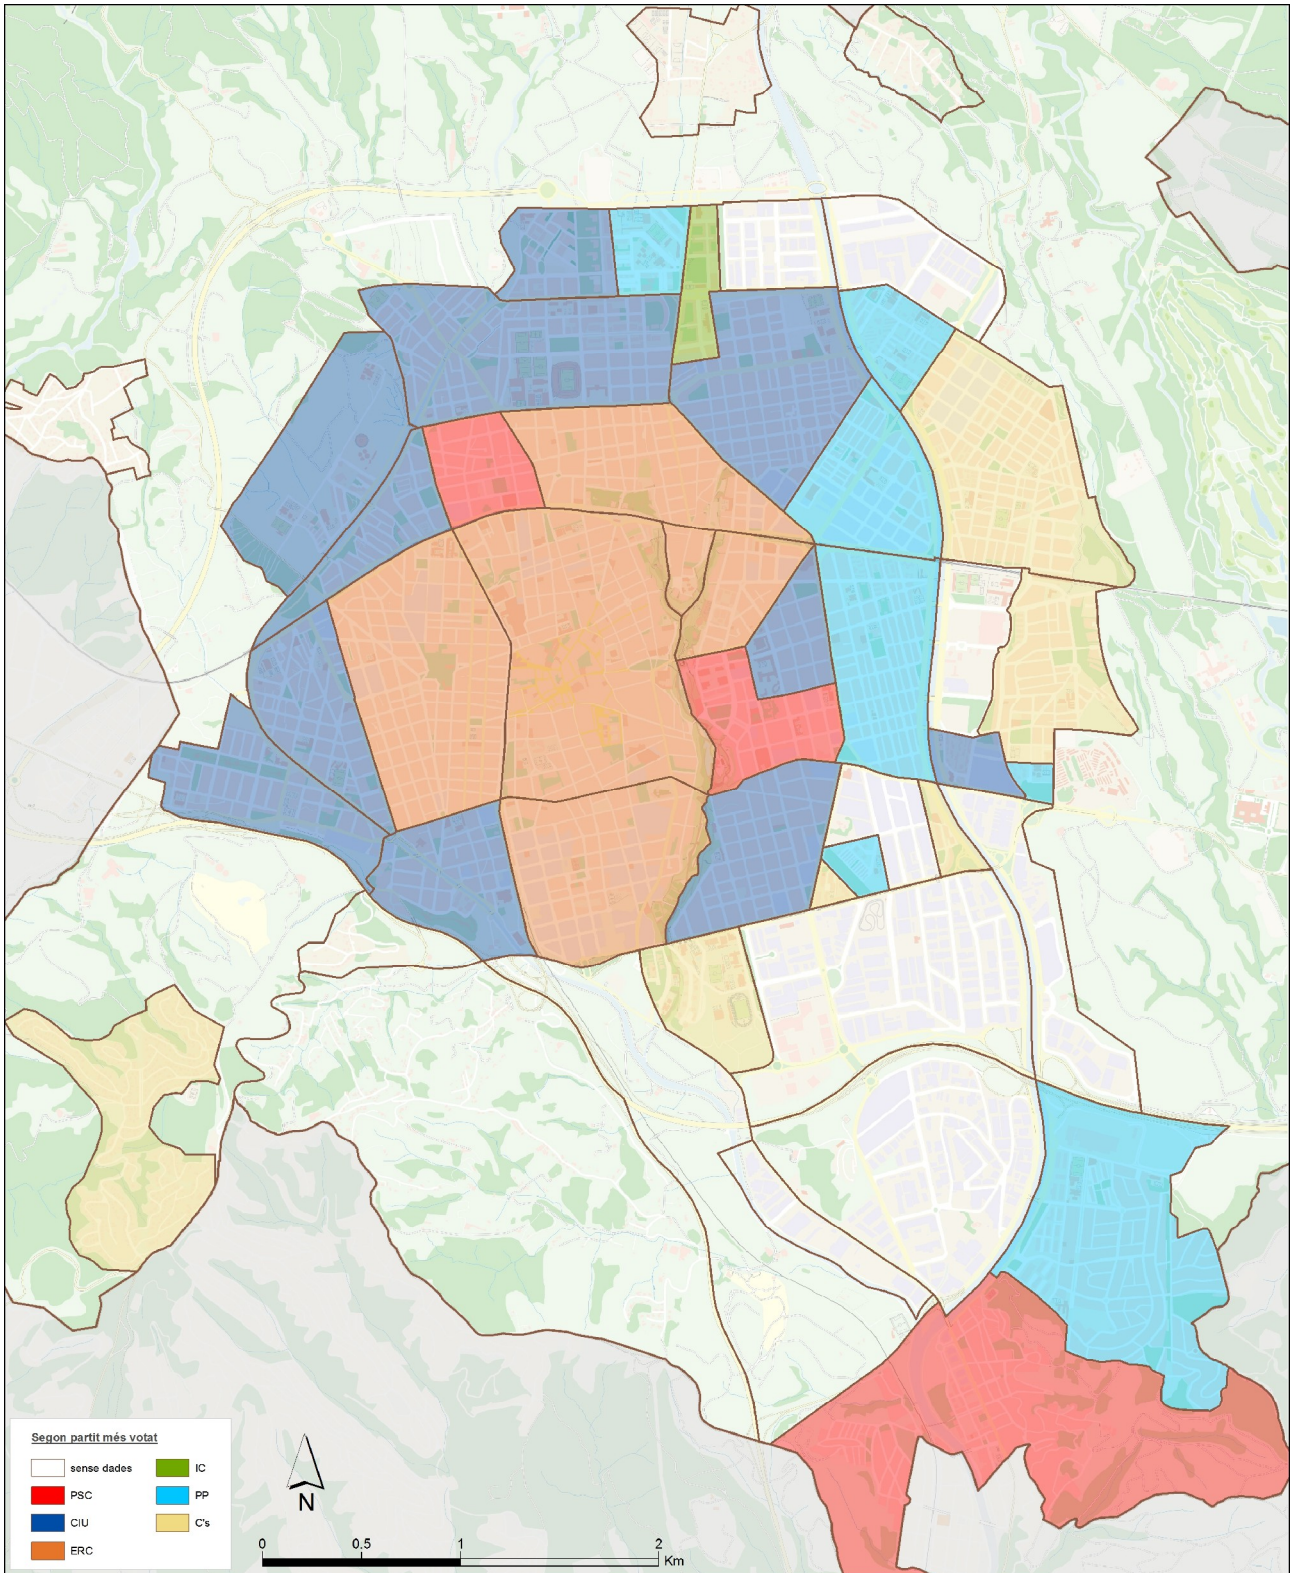 Segon partit més votat
sense dades
PSC
CIU
ERC
IC
PP
C's
N
0 0.5 1 2
Km